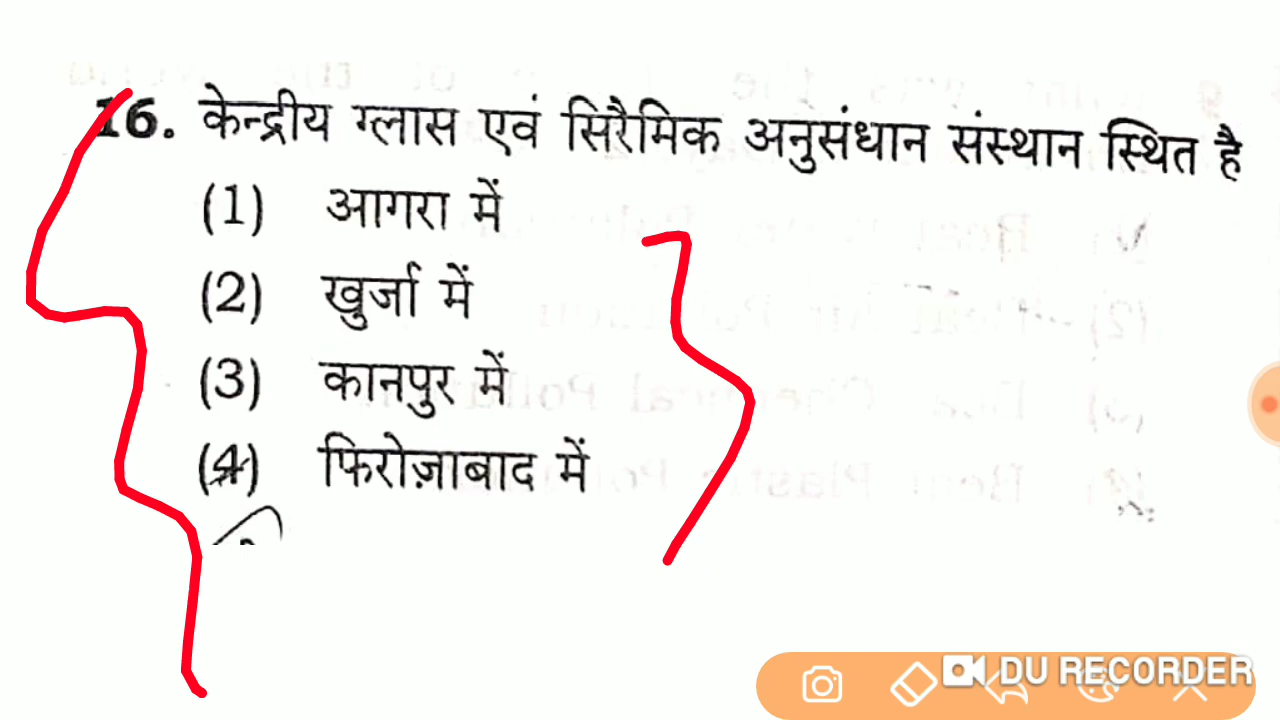 16. केन्द्रीय ग्लास एवं सिरैमिक अनुसंधान संस्थान स्थित है
(1) आगरा में
(2) खुर्जा में
(3) कानपुर में
(4) फिरोज़ाबाद में
DU RECORDER